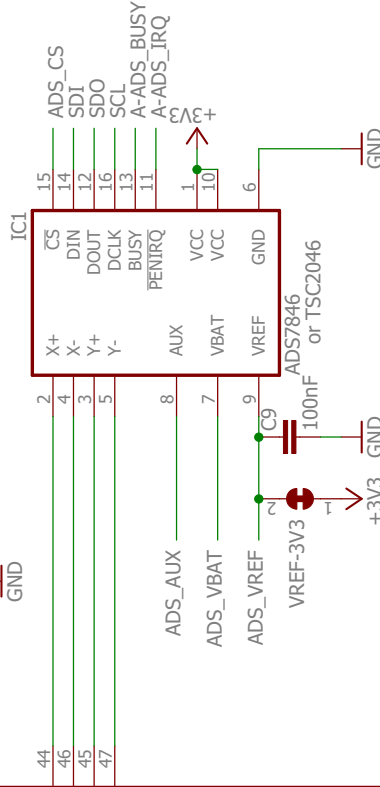 ADS_CS
SDI
SDO
SCL
A-ADS_BUSY
A-ADS_IRQ
+3V3
GND
15
14
12
16
13
11
1
10
6
IC1
CS
DIN
DOUT
DCLK
BUSY
PENIRQ
VCC
VCC
GND
X+
X-
Y+
Y-
AUX
VBAT
VREF
ADS7846
or TSC2046
2
4
3
5
8
7
9
C9
100nF
GND
2
1
VREF-3V3
+3V3
ADS_AUX
ADS_VBAT
ADS_VREF
GND
44
46
45
47